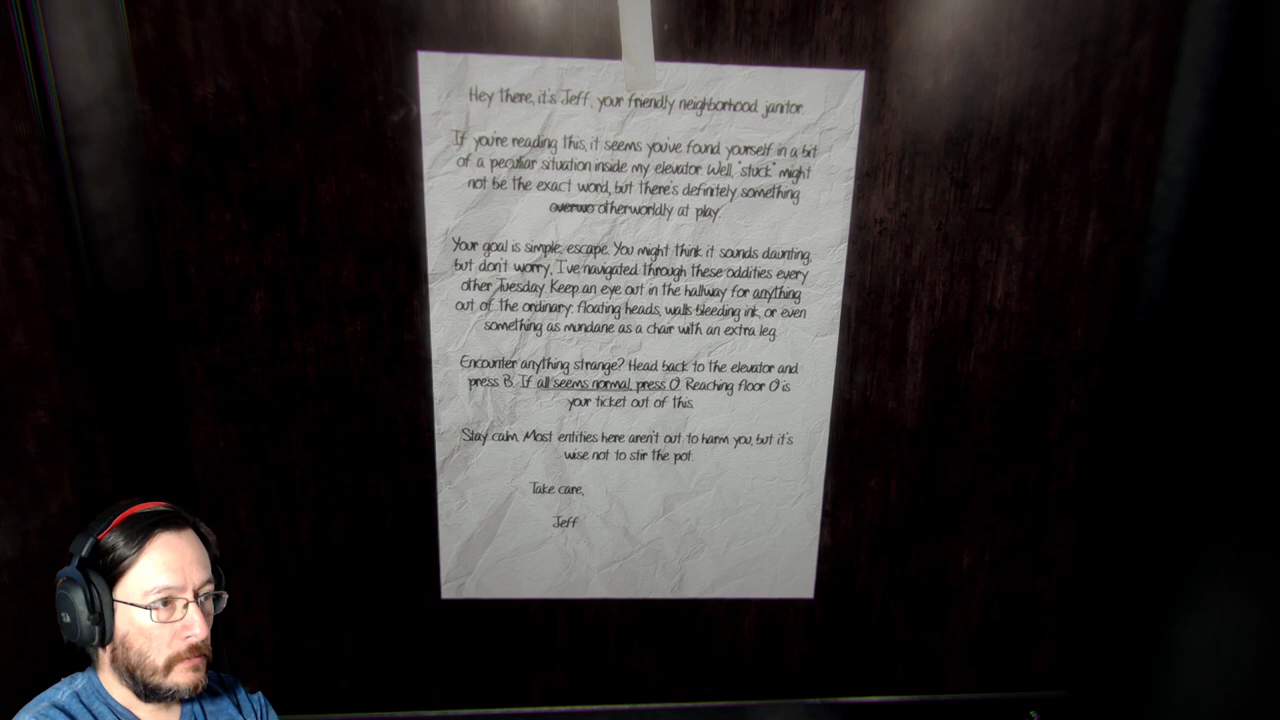 Hey there, it's Jeff, your friendly neighborhood janitor.
If you're reading this, it seems you've found yourself in a bit
of a peculiar situation inside my elevator. Well, "stuck" might
not be the exact word, but there's definitely something
overwo otherworldly at play.
Your goal is simple, escape. You might think it sounds daunting,
but don't worry, I've navigated through these oddities every
other Tuesday. Keep an eye out in the hallway for anything
out of the ordinary: floating heads, walls bleeding ink, or even
something as mundane as a chair with an extra leg.
Encounter anything strange? Head back to the elevator and
press B. If all seems normal, press O. Reaching floor O is
your ticket out of this.
Stay calm. Most entities here aren't out to harm you, but it's
wise not to stir the pot.
Take care,
Jeff